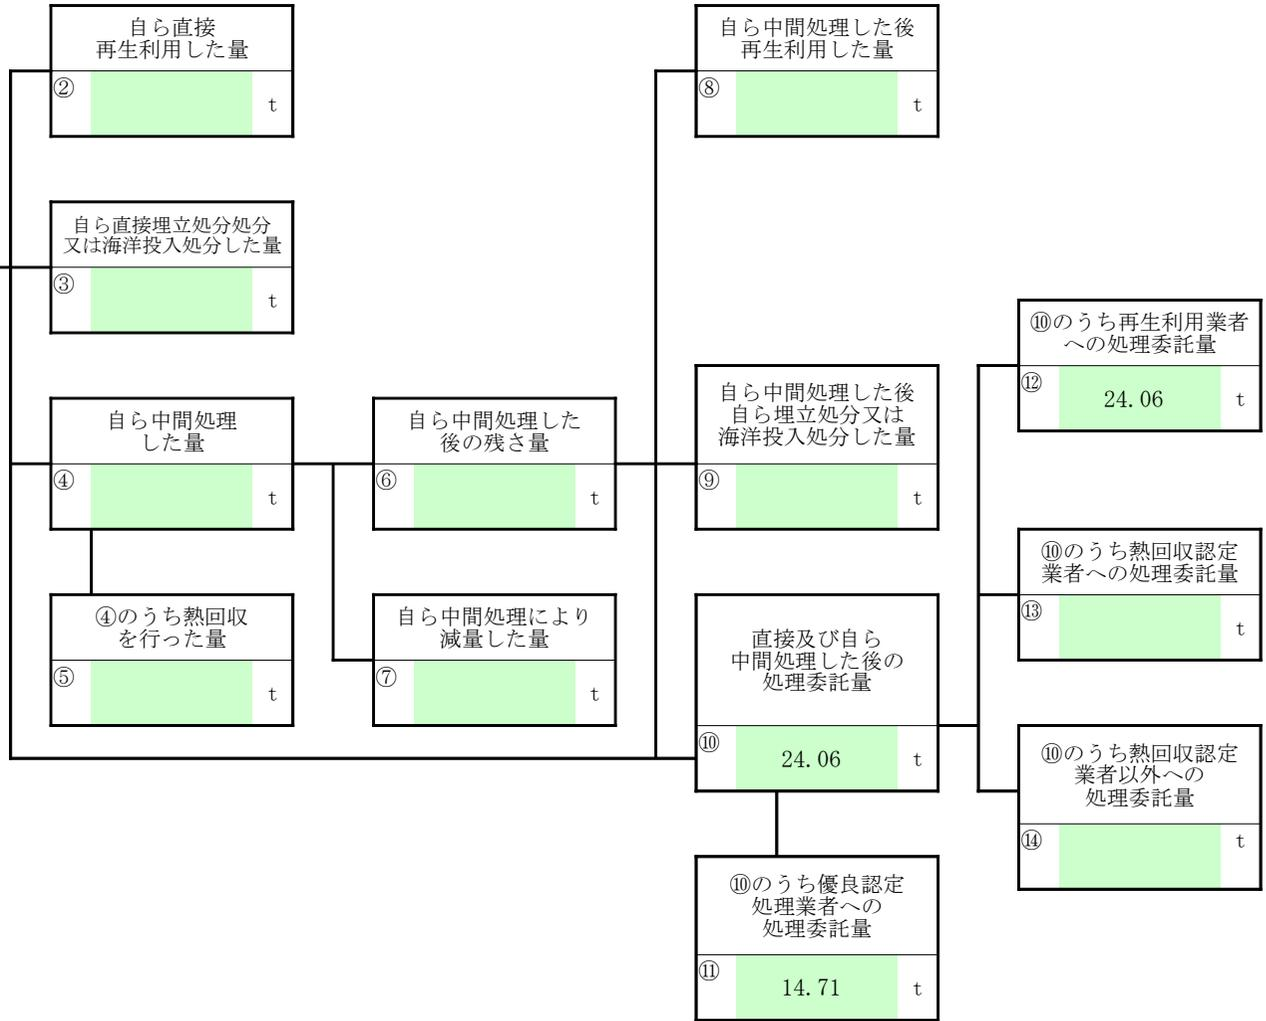 自ら直接
再生利用した量
②
t
自ら中間処理した後
再生利用した量
⑧
t
自ら直接埋立処分処分
又は海洋投入処分した量
③
t
⑩のうち再生利用業者
への処理委託量
⑫
24.06
t
自ら中間処理
した量
④
t
自ら中間処理した
後の残さ量
⑥
t
自ら中間処理した後
自ら埋立処分又は
海洋投入処分した量
⑨
t
⑩のうち熱回収認定
業者への処理委託量
⑬
t
④のうち熱回収
を行った量
⑤
t
自ら中間処理により
減量した量
⑦
t
直接及び自ら
中間処理した後の
処理委託量
⑩
24.06
t
⑩のうち熱回収認定
業者以外への
処理委託量
⑭
t
⑩のうち優良認定
処理業者への
処理委託量
⑪
14.71
t